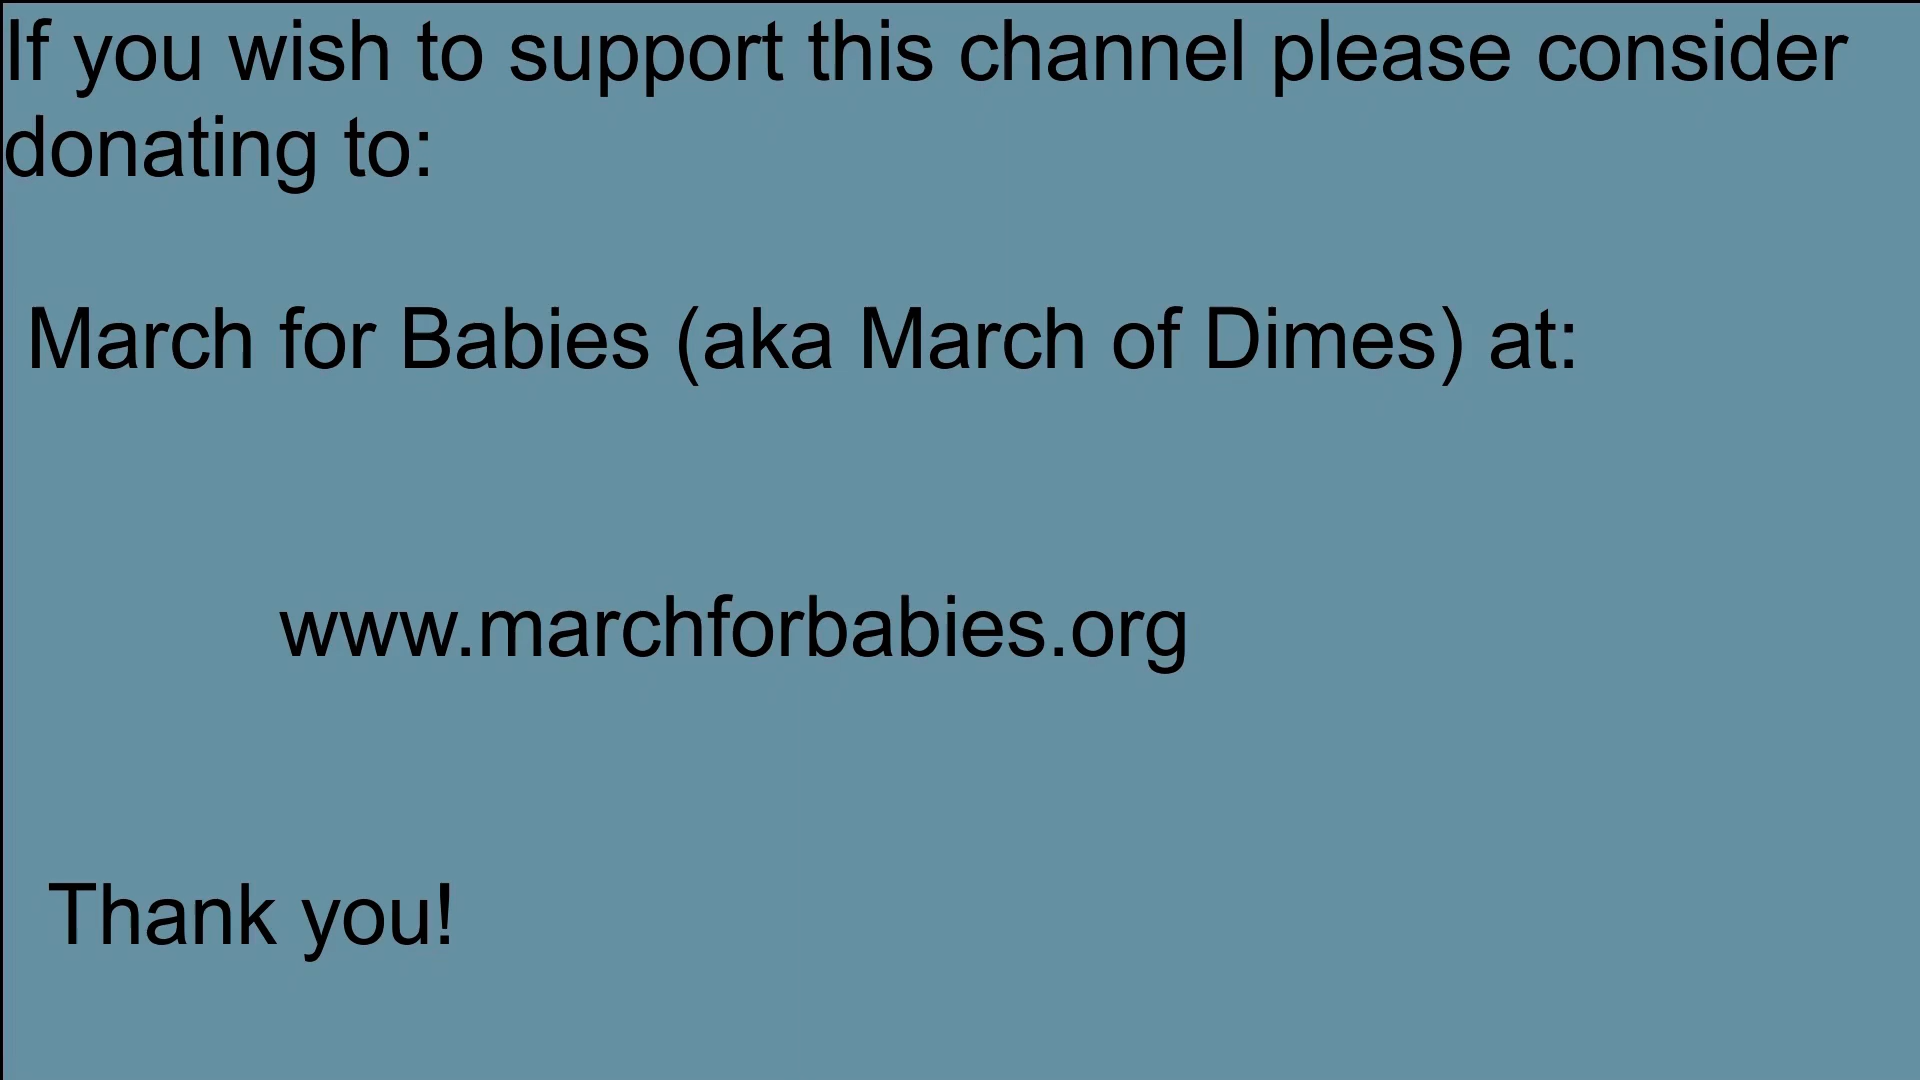 If you wish to support this channel please consider
donating to:
March for Babies (aka March of Dimes) at:
www.marchforbabies.org
Thank you!